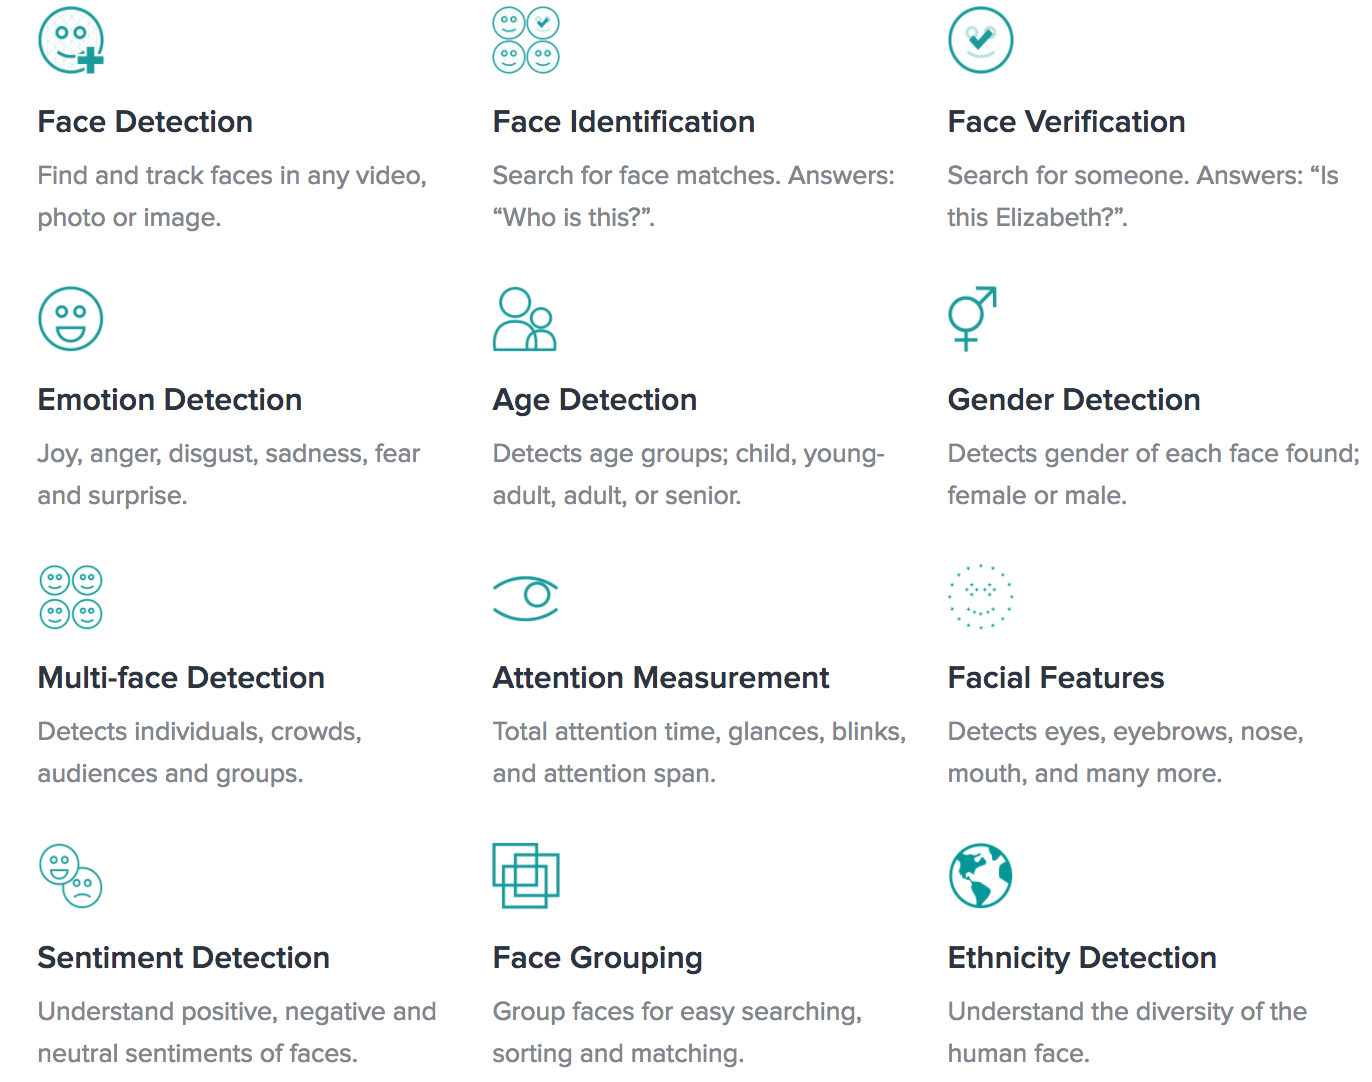 Face Detection
Find and track faces in any video,
photo or image.
Face Identification
Search for face matches. Answers:
“Who is this?”.
Face Verification
Search for someone. Answers: “Is
this Elizabeth?”.
Emotion Detection
Joy, anger, disgust, sadness, fear
and surprise.
Age Detection
Detects age groups; child, young-
adult, adult, or senior.
Gender Detection
Detects gender of each face found;
female or male.
Multi-face Detection
Detects individuals, crowds,
audiences and groups.
Attention Measurement
Total attention time, glances, blinks,
and attention span.
Facial Features
Detects eyes, eyebrows, nose,
mouth, and many more.
Sentiment Detection
Understand positive, negative and
neutral sentiments of faces.
Face Grouping
Group faces for easy searching,
sorting and matching.
Ethnicity Detection
Understand the diversity of the
human face.